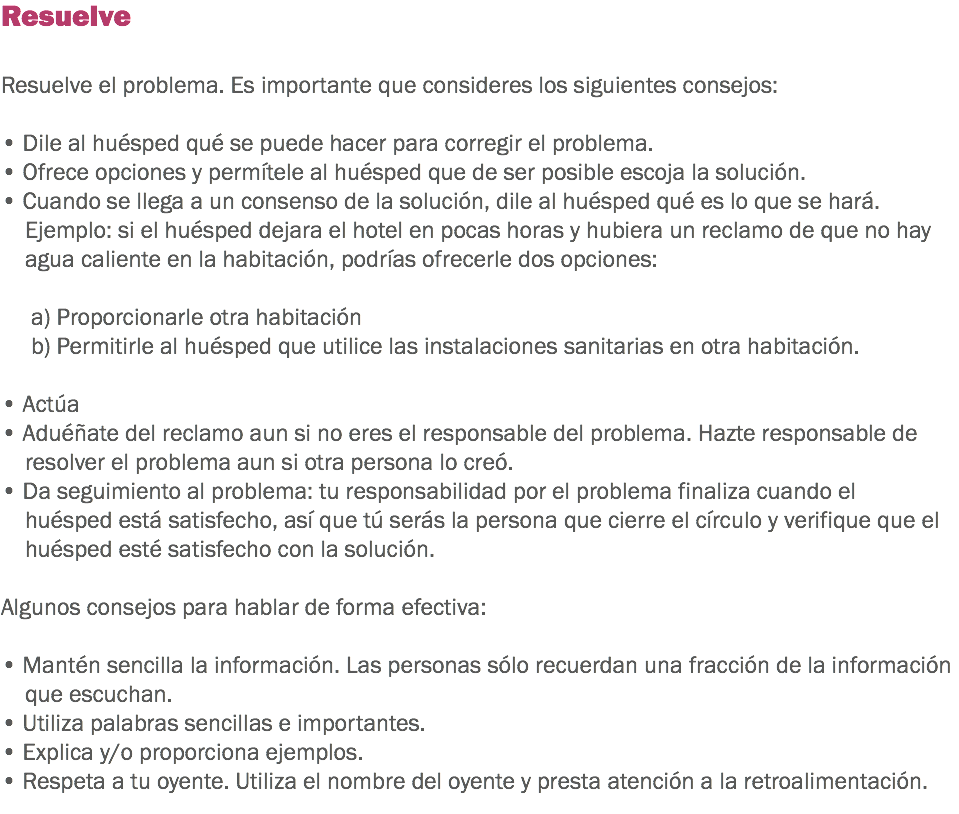 Resuelve
Resuelve el problema. Es importante que consideres los siguientes consejos:
• Dile al huésped qué se puede hacer para corregir el problema.
• Ofrece opciones y permítele al huésped que de ser posible escoja la solución.
• Cuando se llega a un consenso de la solución, dile al huésped qué es lo que se hará.
Ejemplo: si el huésped dejara el hotel en pocas horas y hubiera un reclamo de que no hay
agua caliente en la habitación, podrías ofrecerle dos opciones:
a) Proporcionarle otra habitación
b) Permitirle al huésped que utilice las instalaciones sanitarias en otra habitación.
• Actúa
• Aduéñate del reclamo aun si no eres el responsable del problema. Hazte responsable de
resolver el problema aun si otra persona lo creó.
• Da seguimiento al problema: tu responsabilidad por el problema finaliza cuando el
huésped está satisfecho, así que tú serás la persona que cierre el círculo y verifique que el
huésped esté satisfecho con la solución.
Algunos consejos para hablar de forma efectiva:
• Mantén sencilla la información. Las personas sólo recuerdan una fracción de la información
que escuchan.
• Utiliza palabras sencillas e importantes.
• Explica y/o proporciona ejemplos.
• Respeta a tu oyente. Utiliza el nombre del oyente y presta atención a la retroalimentación.